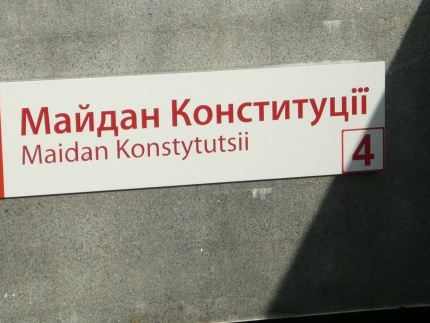 Майдан Конституції
Maidan Konstytutsii
4